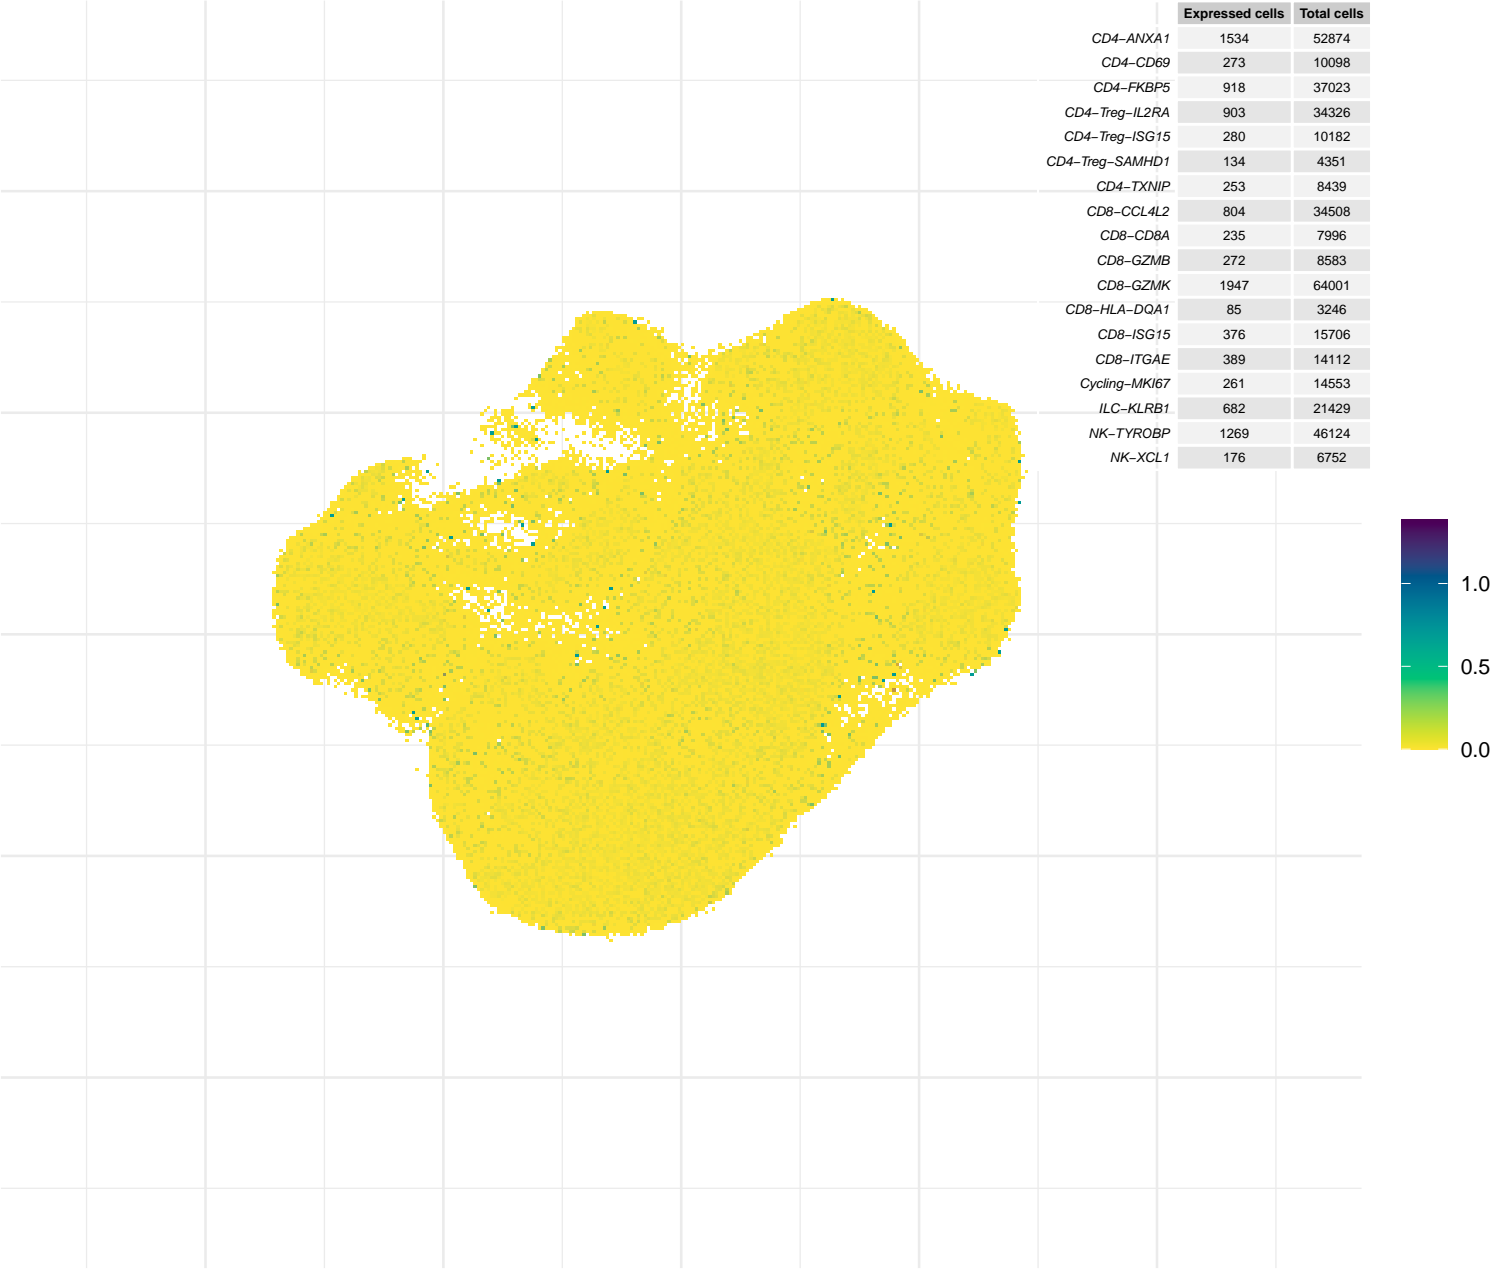 Expressed cells Total cells
CD4−ANXA1 1534 52874
CD4−CD69 273 10098
CD4−FKBP5 918 37023
CD4−Treg−IL2RA 903 34326
CD4−Treg−ISG15 280 10182
CD4−Treg−SAMHD1 134 4351
CD4−TXNIP 253 8439
CD8−CCL4L2 804 34508
CD8−CD8A 235 7996
CD8−GZMB 272 8583
CD8−GZMK 1947 64001
CD8−HLA−DQA1 85 3246
CD8−ISG15 376 15706
CD8−ITGAE 389 14112
Cycling−MKI67 261 14553
ILC−KLRB1 682 21429
NK−TYROBP 1269 46124
NK−XCL1 176 6752
1.0
0.5
0.0